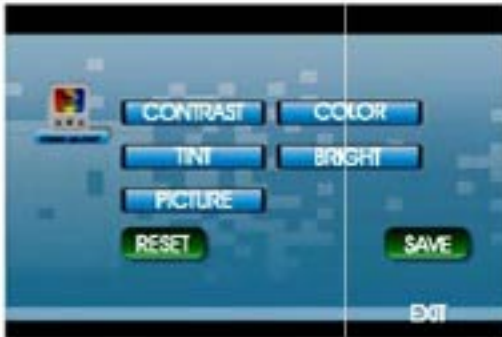 CONTRAST COLOR
TINT BRIGHT
PICTURE
RESET SAVE
EXIT